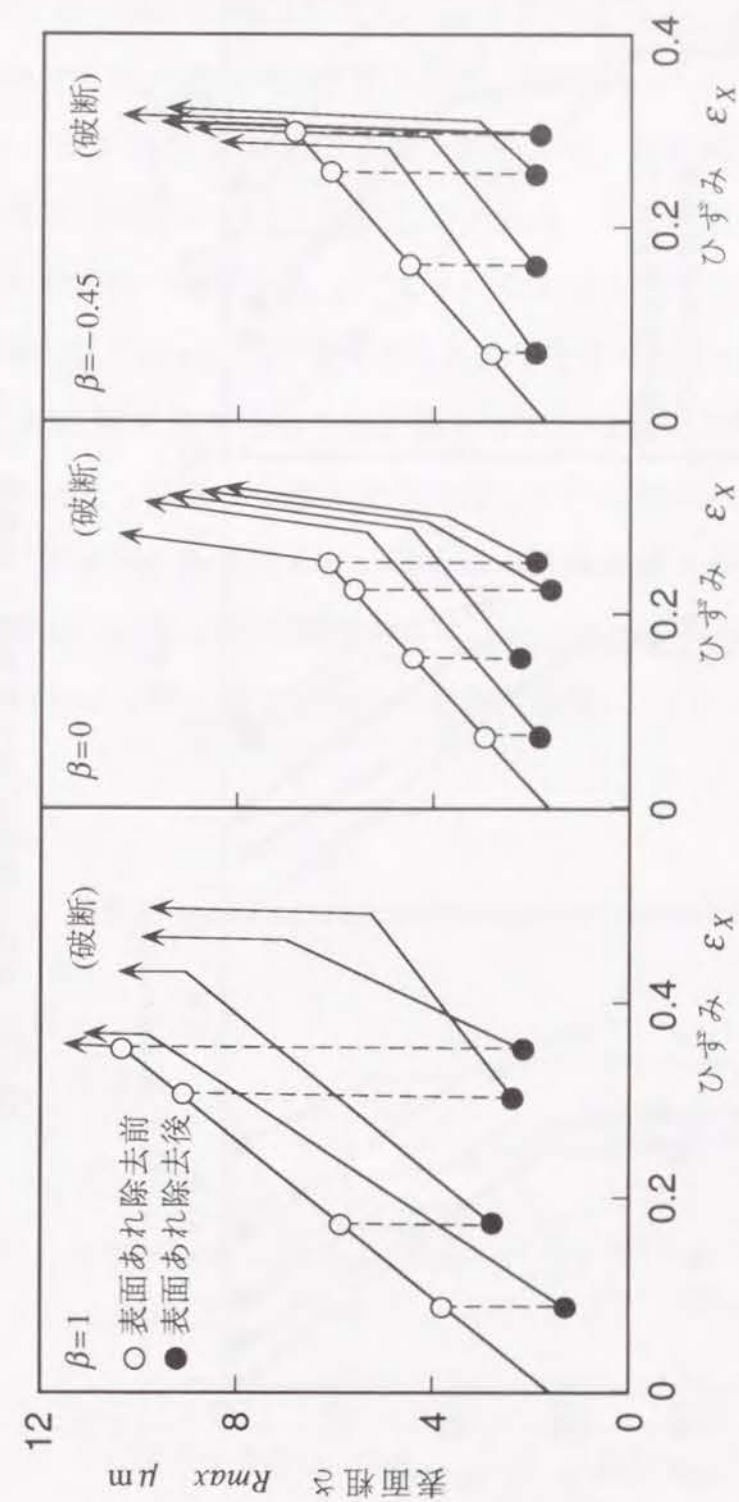 表面粗さ Rmax μm
12
8
4
0
β=1
○ 表面あれ除去前
● 表面あれ除去後
(破断)
0
0.2
0.4
ひずみ εX
β=0
(破断)
0
0.2
ひずみ εX
β=−0.45
(破断)
0
0.2
0.4
ひずみ εX